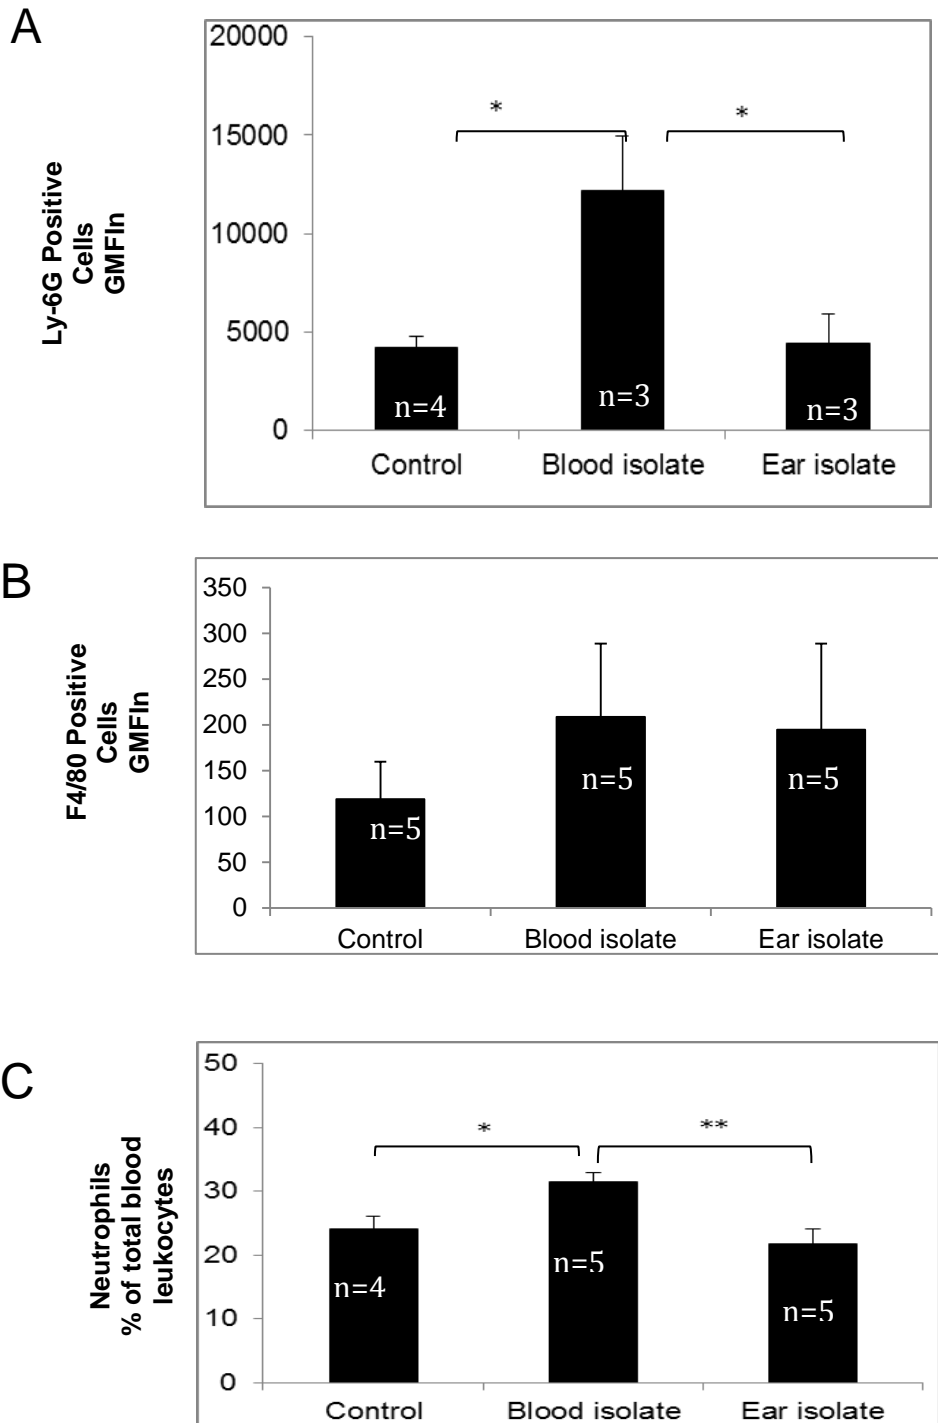 A
Ly-6G Positive
Cells
GMFIn
20000
15000
10000
5000
0
*
*
n=4
n=3
n=3
Control
Blood isolate
Ear isolate
B
F4/80 Positive
Cells
GMFIn
350
300
250
200
150
100
50
0
n=5
n=5
n=5
Control
Blood isolate
Ear isolate
C
Neutrophils
% of total blood
leukocytes
50
40
30
20
10
0
*
**
n=4
n=5
n=5
Control
Blood isolate
Ear isolate